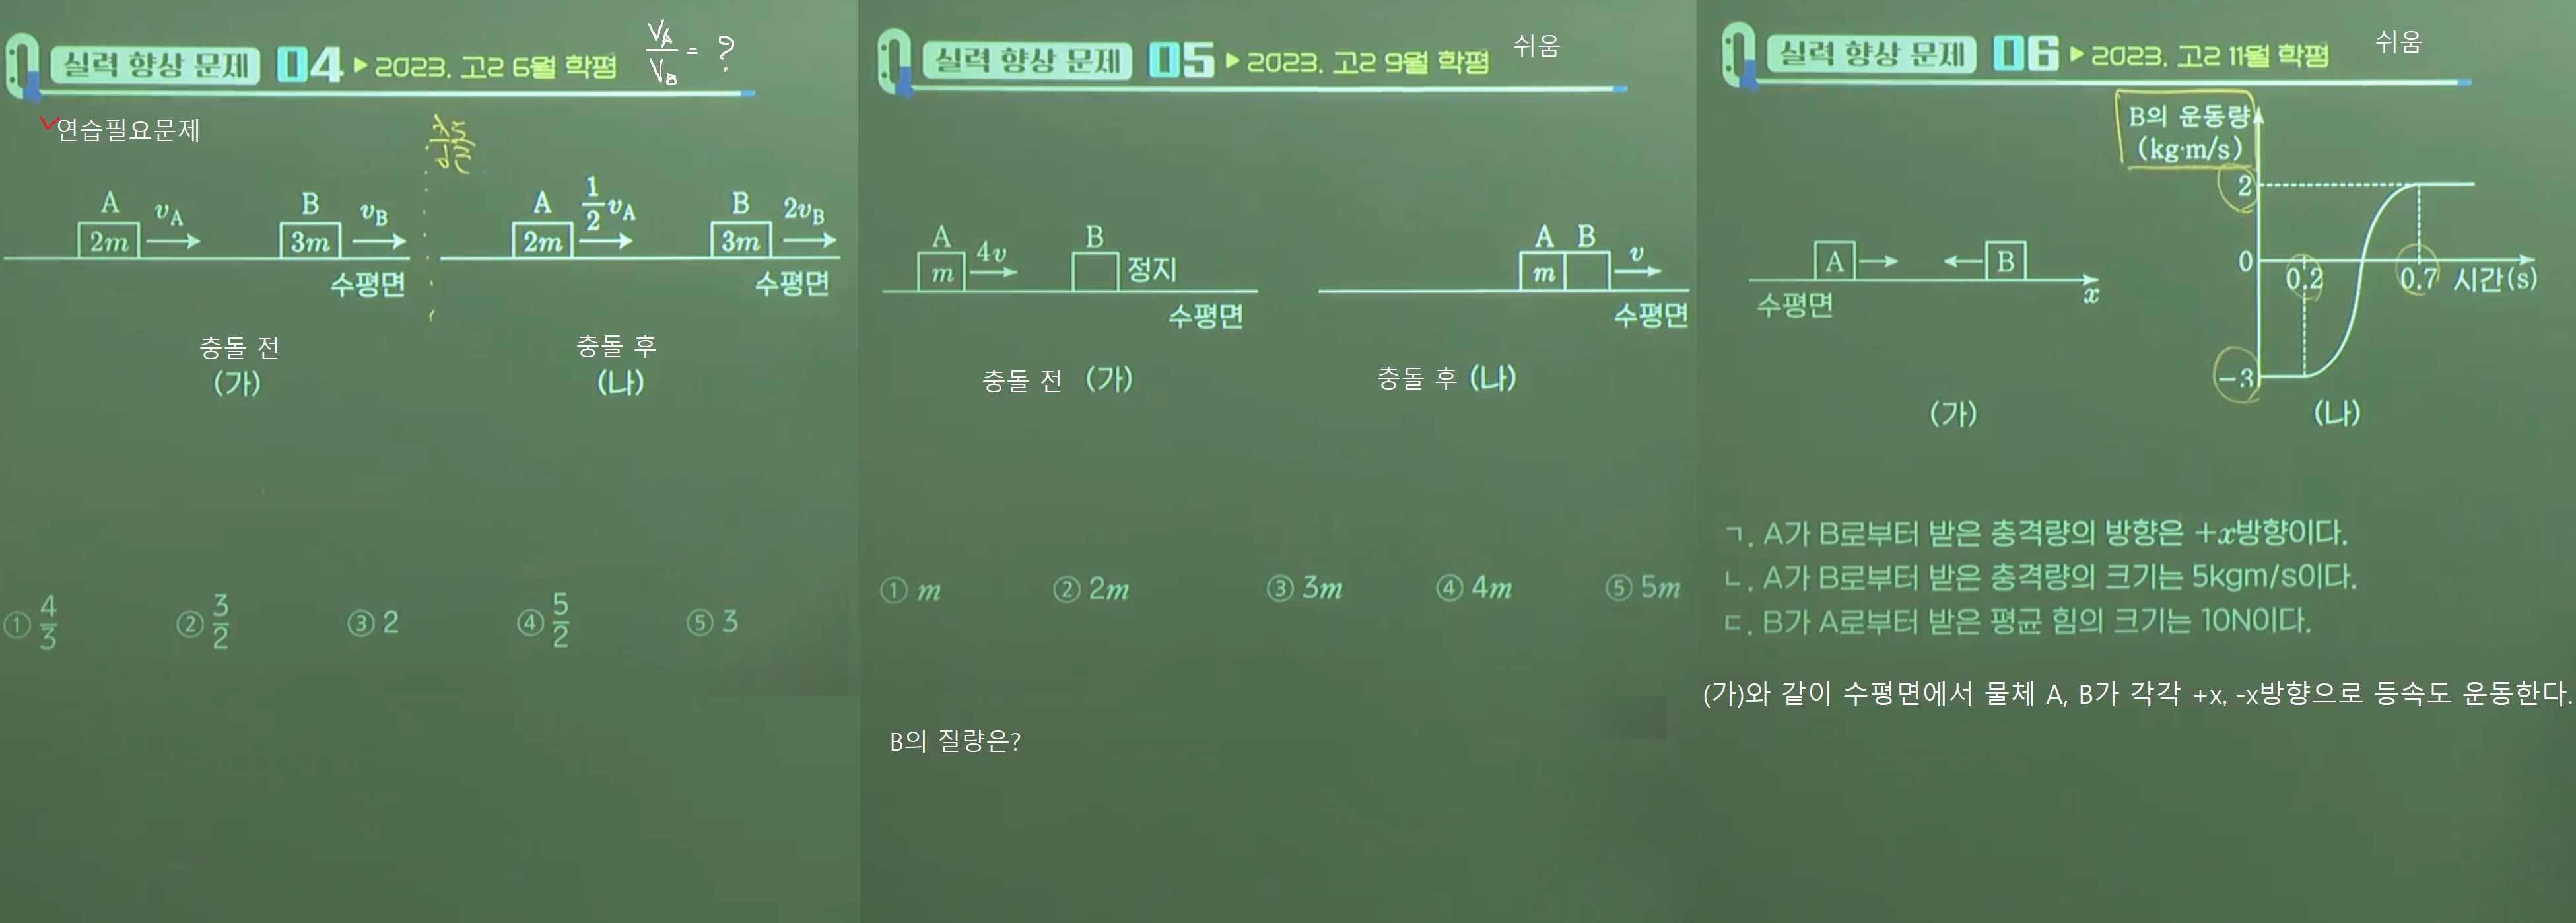 실력 향상 문제 04 ▶ 2023. 고2 6월 학평
V_A / V_B = ?
연습필요문제
충돌
A
2m
v_A
B
3m
v_B
수평면
A
2m
1/2 v_A
B
3m
2v_B
수평면
충돌 전
(가)
충돌 후
(나)
① 4/3 ② 3/2 ③ 2 ④ 5/2 ⑤ 3
실력 향상 문제 05 ▶ 2023. 고2 9월 학평
쉬움
A
m
4v
B
정지
수평면
A B
m
v
수평면
충돌 전 (가)
충돌 후 (나)
① m ② 2m ③ 3m ④ 4m ⑤ 5m
B의 질량은?
실력 향상 문제 06 ▶ 2023. 고2 11월 학평
쉬움
A
B
x
수평면
(가)
B의 운동량
(kg·m/s)
2
0
0.2
0.7
시간(s)
-3
(나)
ㄱ. A가 B로부터 받은 충격량의 방향은 +x방향이다.
ㄴ. A가 B로부터 받은 충격량의 크기는 5kgm/s이다.
ㄷ. B가 A로부터 받은 평균 힘의 크기는 10N이다.
(가)와 같이 수평면에서 물체 A, B가 각각 +x, -x방향으로 등속도 운동한다.